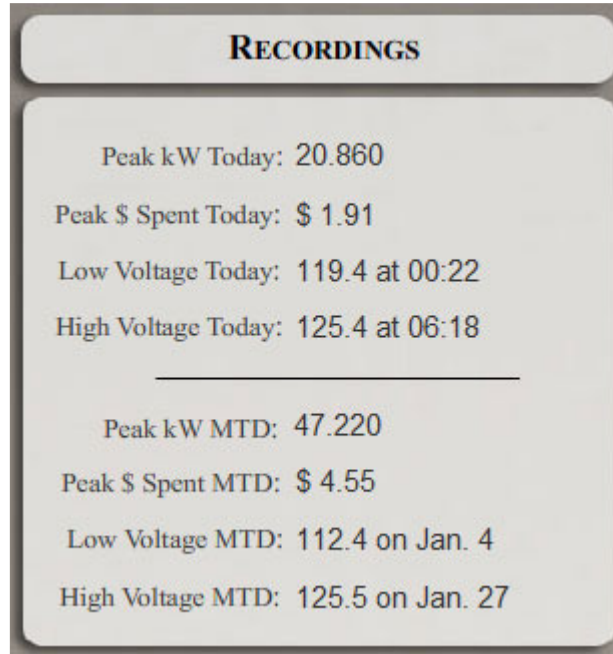 RECORDINGS
Peak kW Today: 20.860
Peak $ Spent Today: $ 1.91
Low Voltage Today: 119.4 at 00:22
High Voltage Today: 125.4 at 06:18
Peak kW MTD: 47.220
Peak $ Spent MTD: $ 4.55
Low Voltage MTD: 112.4 on Jan. 4
High Voltage MTD: 125.5 on Jan. 27